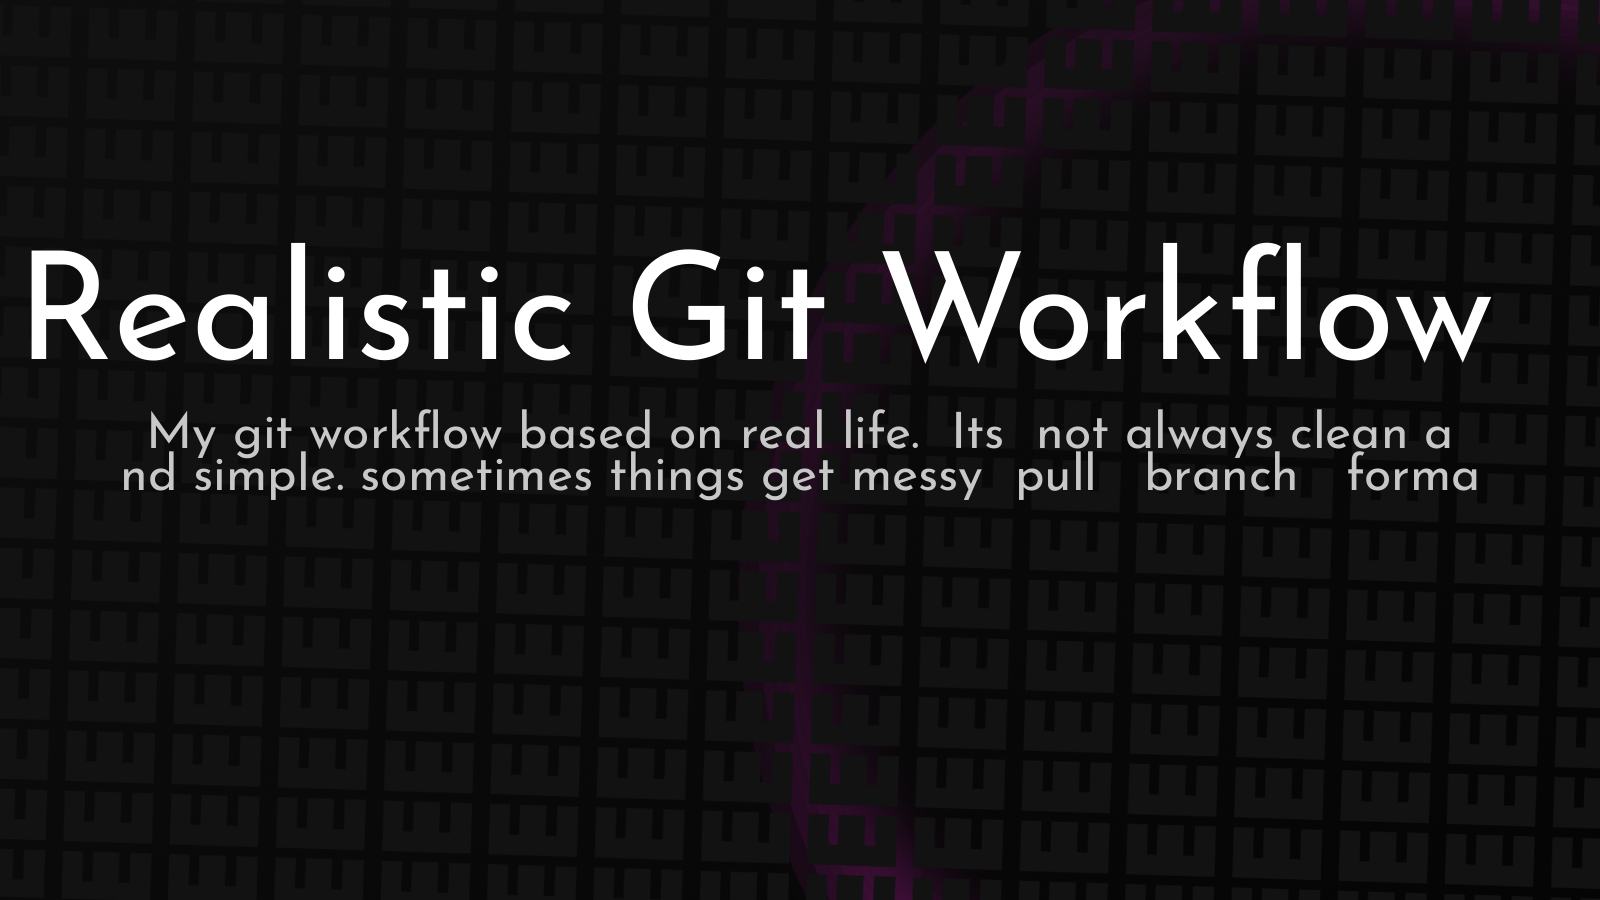 Realistic Git Workflow
My git workflow based on real life.  Its  not always clean a
nd simple. sometimes things get messy  pull   branch   forma